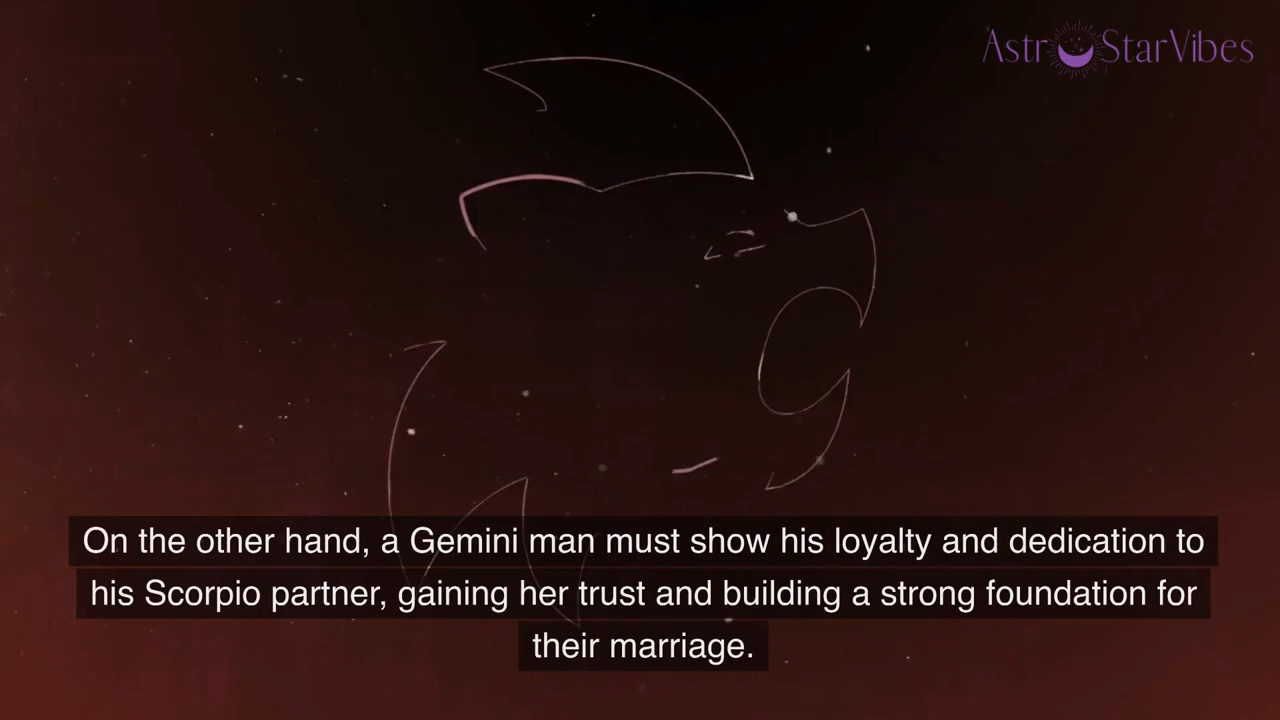 AstroStarVibes
On the other hand, a Gemini man must show his loyalty and dedication to
his Scorpio partner, gaining her trust and building a strong foundation for
their marriage.